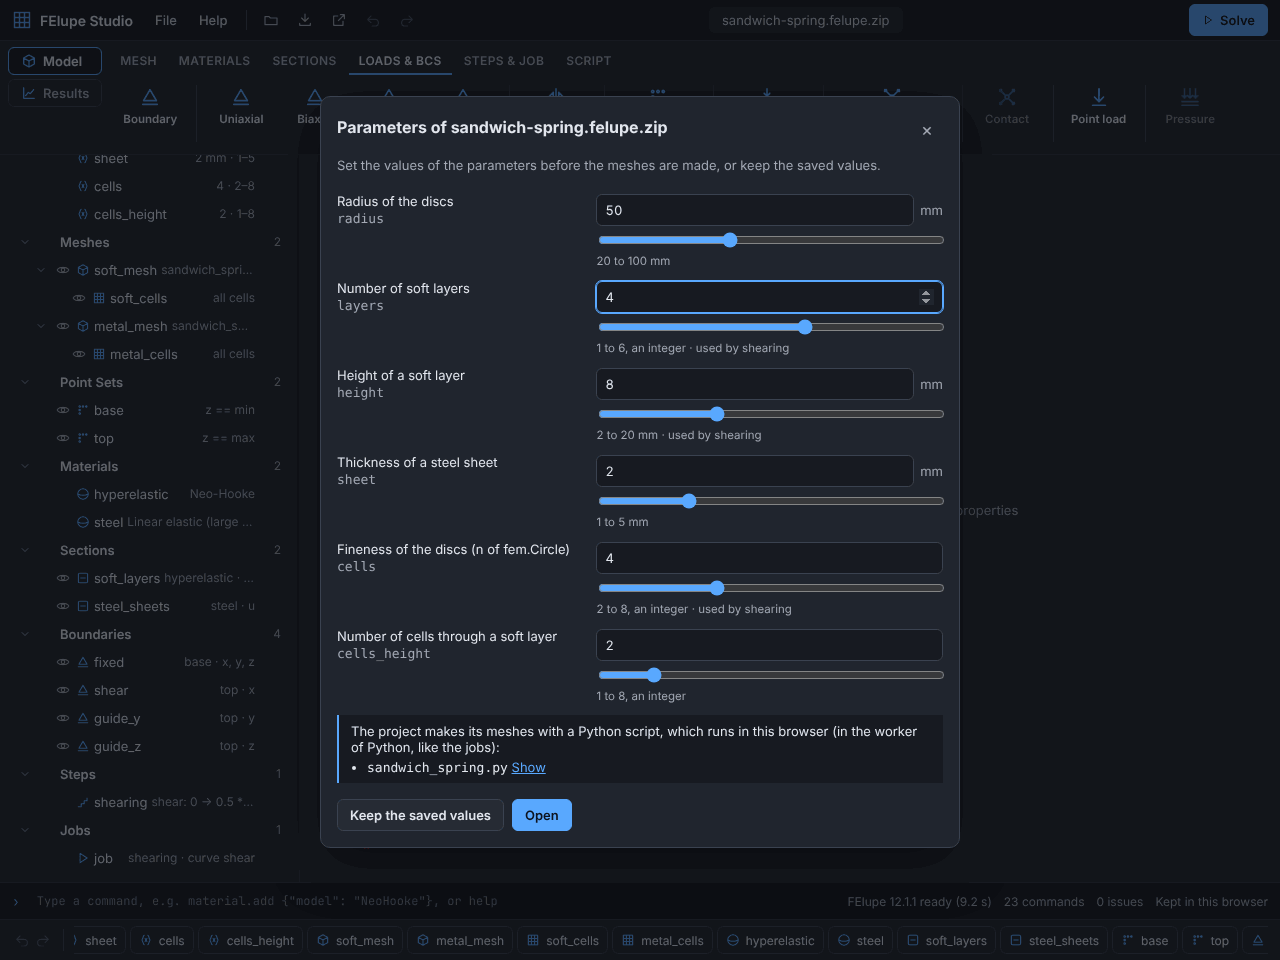 FElupe Studio File Help sandwich-spring.felupe.zip Solve
Model MESH MATERIALS SECTIONS LOADS & BCS STEPS & JOB SCRIPT
Results
Boundary Uniaxial Contact Point load Pressure
sheet 2 mm · 1–5
cells 4 · 2–8
cells_height 2 · 1–8
Meshes 2
soft_mesh sandwich_spri...
soft_cells all cells
metal_mesh sandwich_s...
metal_cells all cells
Point Sets 2
base z == min
top z == max
Materials 2
hyperelastic Neo-Hooke
steel Linear elastic (large ...
Sections 2
soft_layers hyperelastic · ...
steel_sheets steel · u
Boundaries 4
fixed base · x, y, z
shear top · x
guide_y top · y
guide_z top · z
Steps 1
shearing shear: 0 → 0.5 *...
Jobs 1
job shearing · curve shear
Parameters of sandwich-spring.felupe.zip
Set the values of the parameters before the meshes are made, or keep the saved values.
Radius of the discs
radius
50 mm
20 to 100 mm
Number of soft layers
layers
4
1 to 6, an integer · used by shearing
Height of a soft layer
height
8 mm
2 to 20 mm · used by shearing
Thickness of a steel sheet
sheet
2 mm
1 to 5 mm
Fineness of the discs (n of fem.Circle)
cells
4
2 to 8, an integer · used by shearing
Number of cells through a soft layer
cells_height
2
1 to 8, an integer
The project makes its meshes with a Python script, which runs in this browser (in the worker
of Python, like the jobs):
• sandwich_spring.py Show
Keep the saved values Open
properties
› Type a command, e.g. material.add {"model": "NeoHooke"}, or help FElupe 12.1.1 ready (9.2 s) 23 commands 0 issues Kept in this browser
sheet cells cells_height soft_mesh metal_mesh soft_cells metal_cells hyperelastic steel soft_layers steel_sheets base top